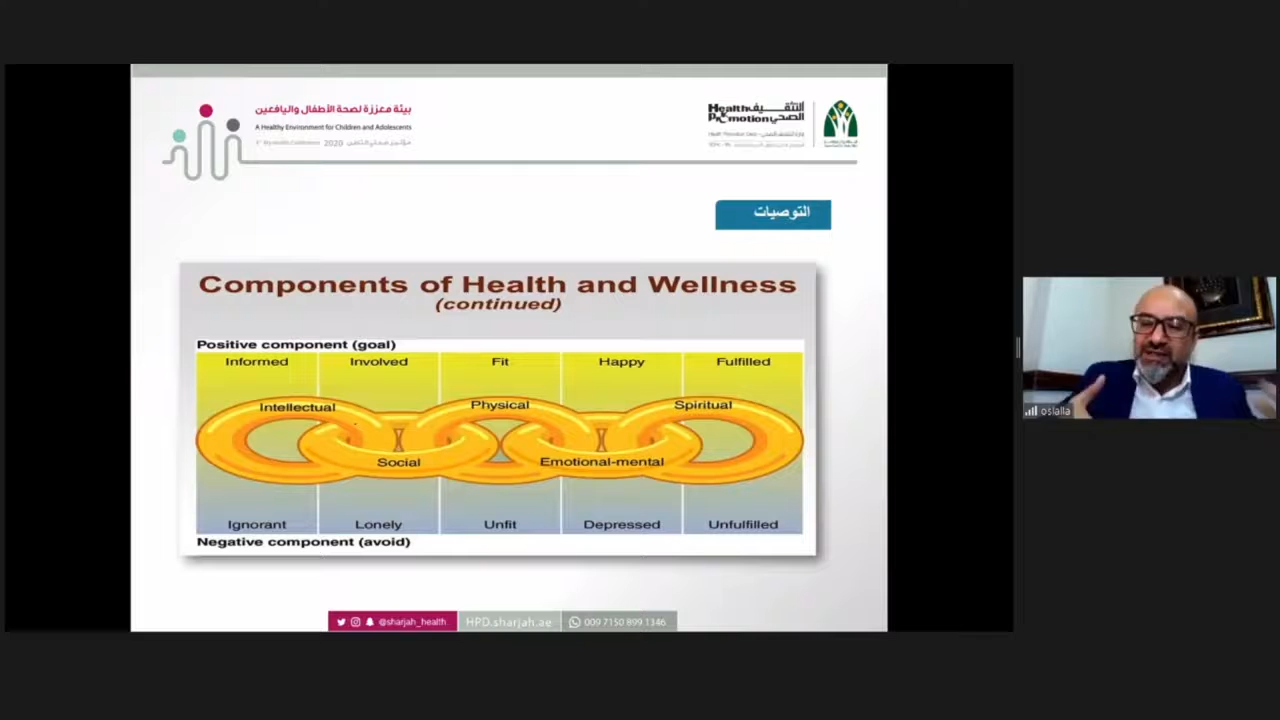 بيئة معززة لصحة الأطفال واليافعين
A Healthy Environment for Children and Adolescents
2020
Health
Promotion
التثقيف
الصحي
التوصيات
Components of Health and Wellness
(continued)
Positive component (goal)
Informed Involved Fit Happy Fulfilled
Intellectual Physical Spiritual
Social Emotional-mental
Ignorant Lonely Unfit Depressed Unfulfilled
Negative component (avoid)
@sharjah_health HPD.sharjah.ae 009 7150 899 1346
oslalla